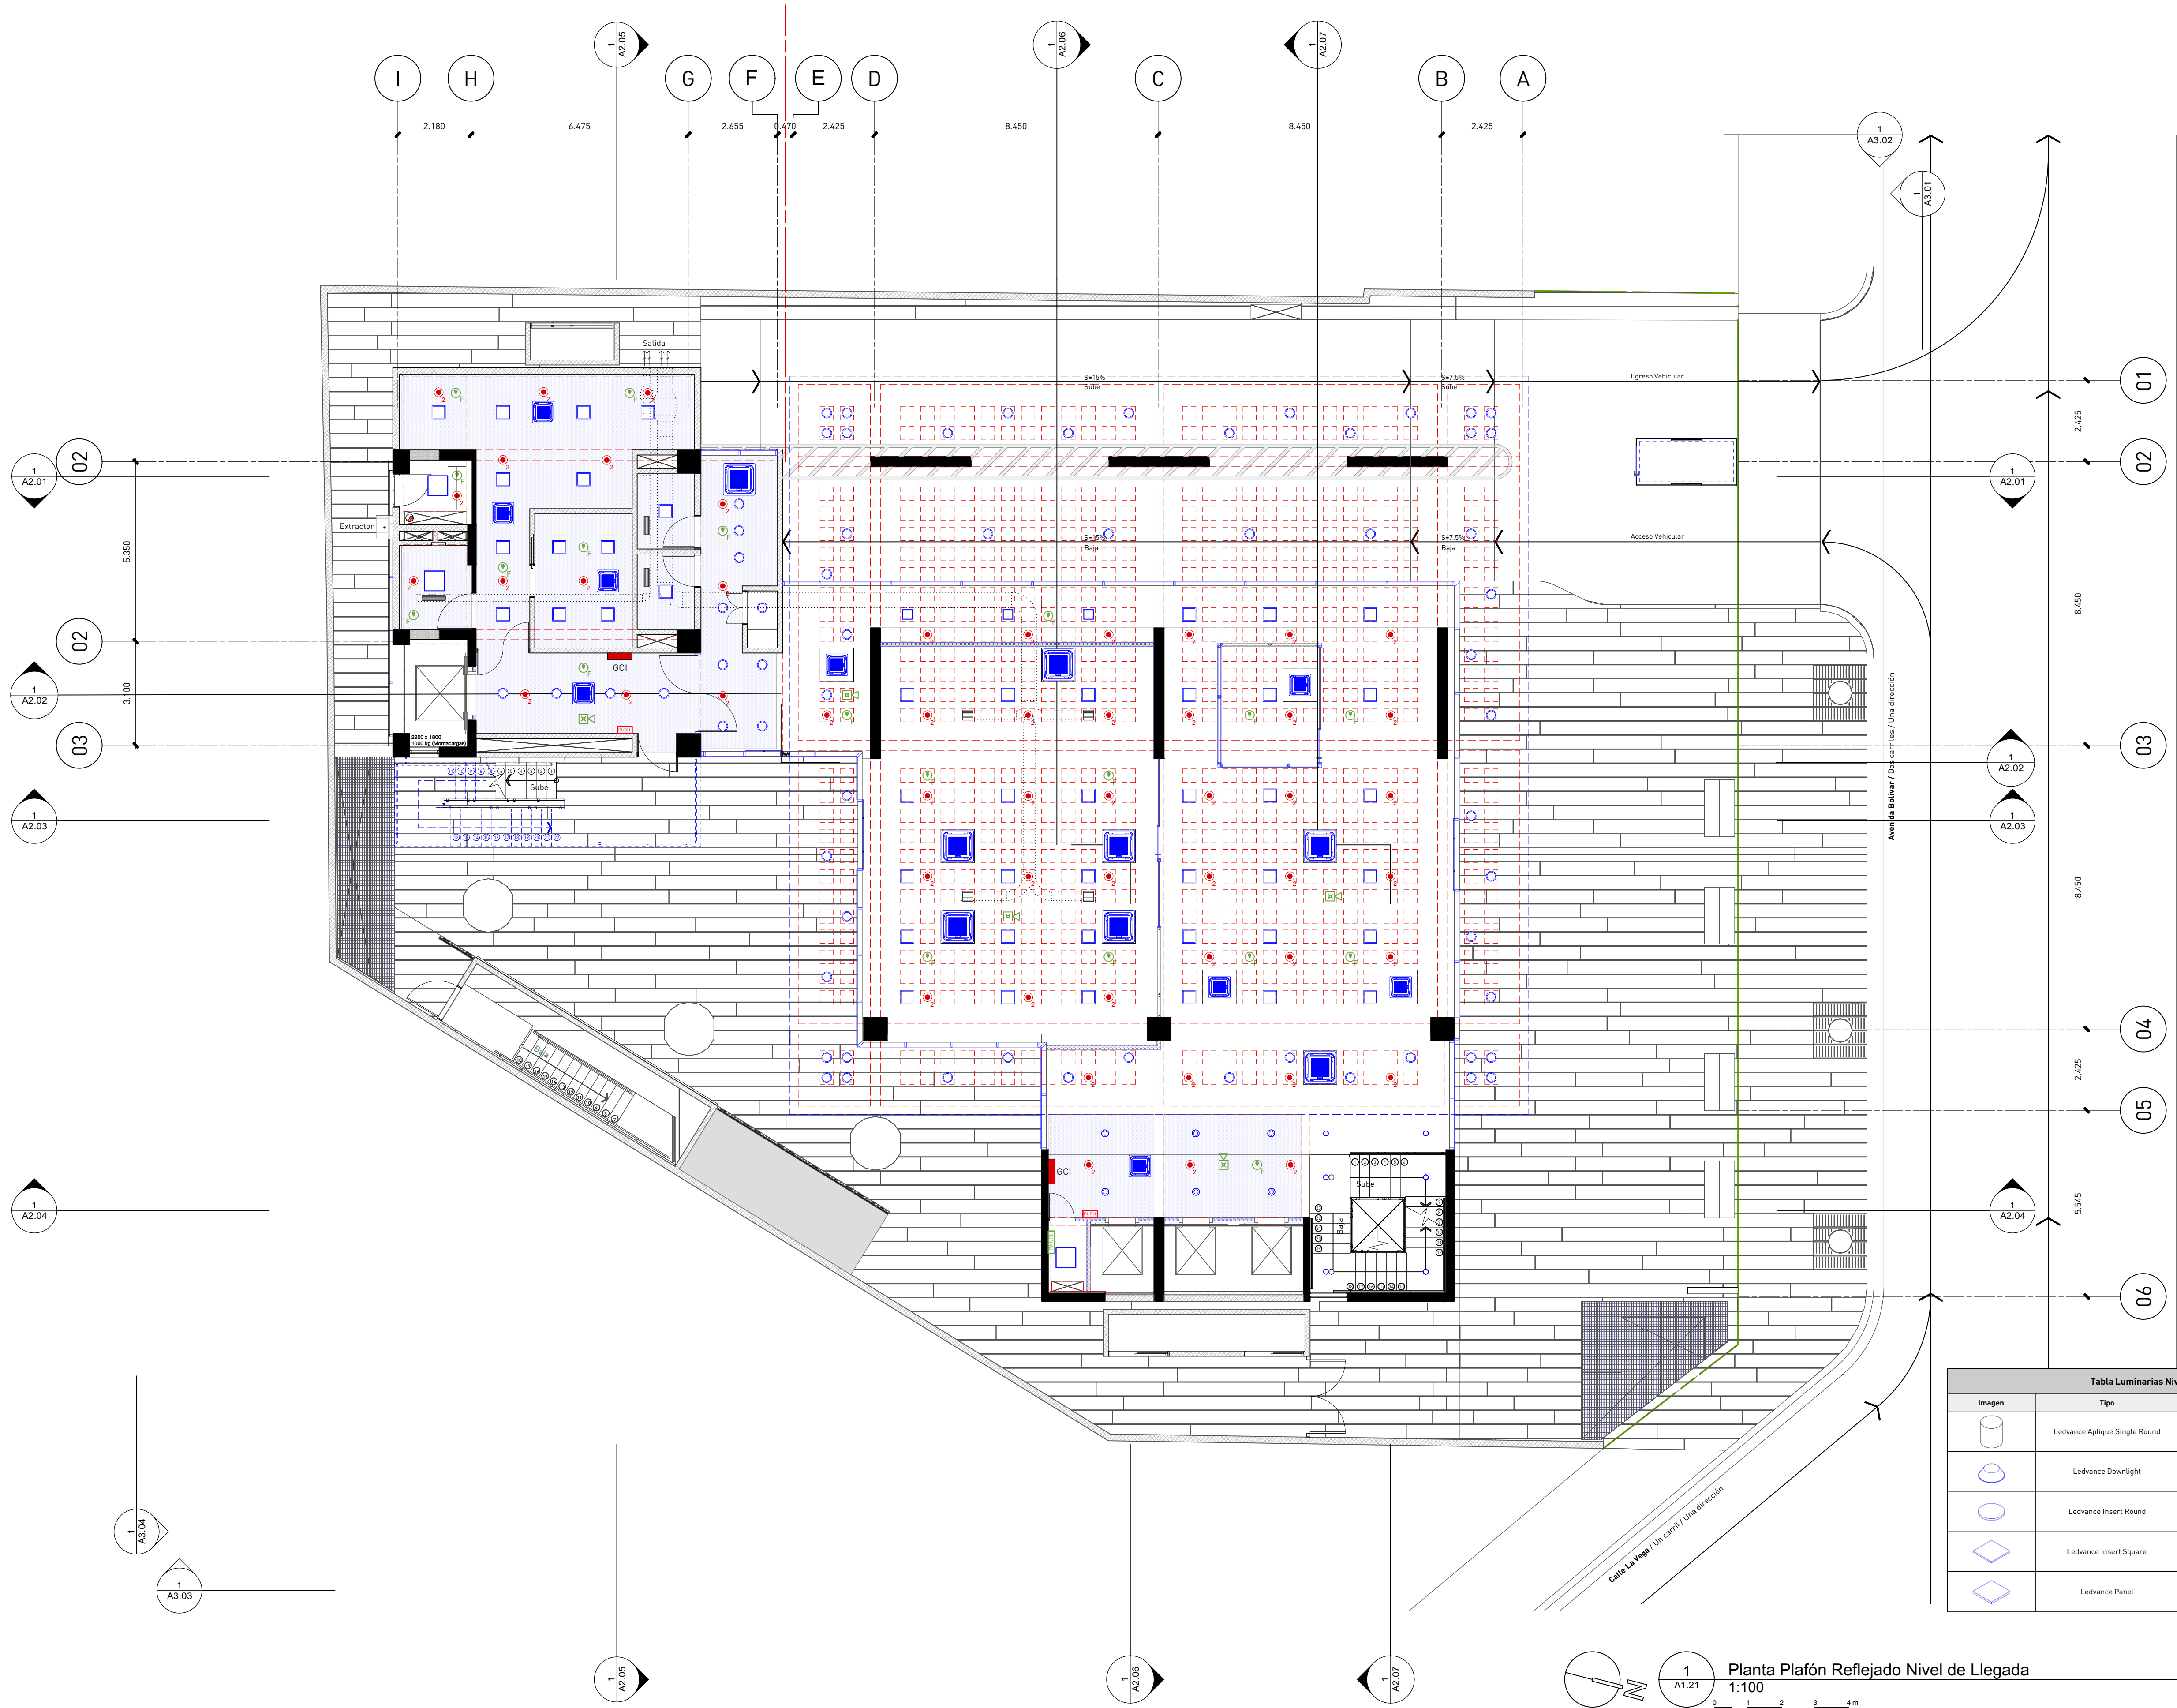 1
A2.05
1
A2.06
1
A2.07
I
H
G
F
E
D
C
B
A
2.180
6.475
2.655
0.470
2.425
8.450
8.450
2.425
1
A3.02
1
A3.01
Salida
S=15%
Sube
S=7.5%
Sube
Egreso Vehicular
01
2.425
02
02
1
A2.01
1
A2.01
Extractor
5.350
S=15%
Baja
S=7.5%
Baja
Acceso Vehicular
8.450
02
GCI
1
A2.02
3.100
PUSH
2200 x 1800
1000 kg (Montacargas)
03
03
Avenida Bolívar / Dos carriles / Una dirección
1
A2.02
Sube
1
A2.03
1
A2.03
8.450
Baja
04
2.425
05
GCI
Sube
Baja
PUSH
1
A2.04
1
A2.04
5.545
06
Tabla Luminarias Niv
Imagen
Tipo
Ledvance Aplique Single Round
Ledvance Downlight
Ledvance Insert Round
Ledvance Insert Square
Ledvance Panel
Calle La Vega / Un carril / Una dirección
1
A3.04
1
A3.03
1
A2.05
1
A2.06
1
A2.07
N
1
A1.21
Planta Plafón Reflejado Nivel de Llegada
1:100
0 1 2 3 4 m